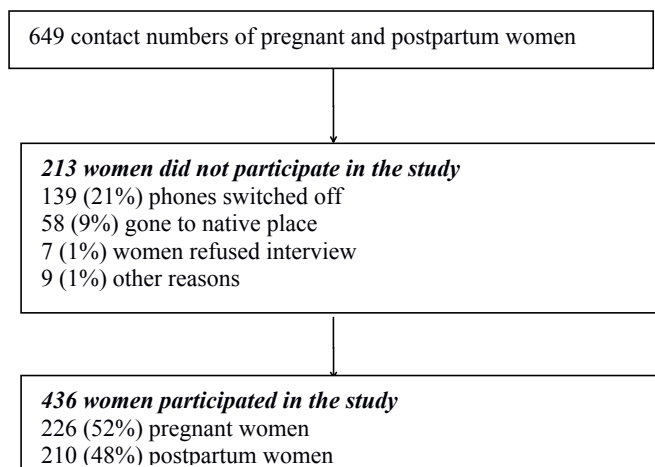 649 contact numbers of pregnant and postpartum women
213 women did not participate in the study
139 (21%) phones switched off
58 (9%) gone to native place
7 (1%) women refused interview
9 (1%) other reasons
436 women participated in the study
226 (52%) pregnant women
210 (48%) postpartum women